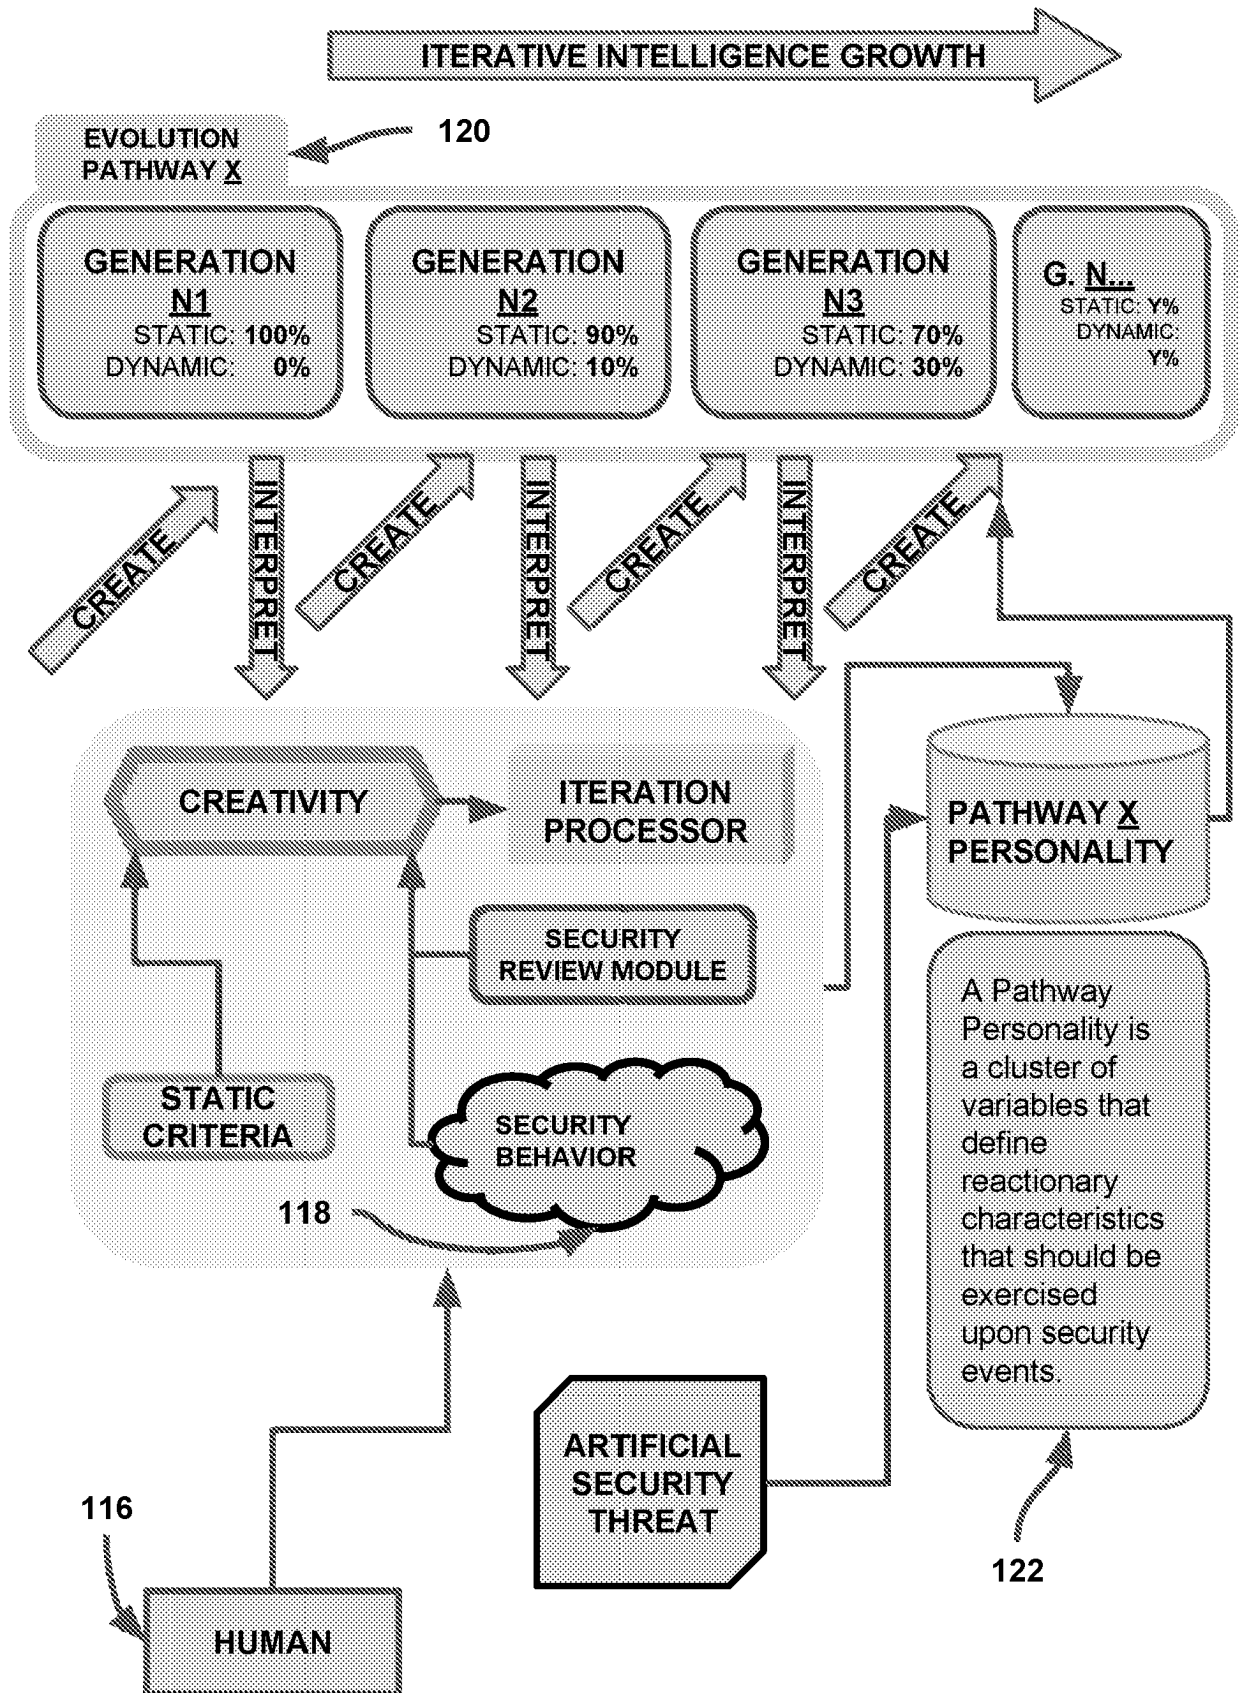 ITERATIVE INTELLIGENCE GROWTH
EVOLUTION
PATHWAY X
120
GENERATION
N1
STATIC: 100%
DYNAMIC: 0%
GENERATION
N2
STATIC: 90%
DYNAMIC: 10%
GENERATION
N3
STATIC: 70%
DYNAMIC: 30%
G. N...
STATIC: Y%
DYNAMIC:
Y%
CREATE
INTERPRET
CREATE
INTERPRET
CREATE
INTERPRET
CREATE
CREATIVITY
ITERATION
PROCESSOR
SECURITY
REVIEW MODULE
STATIC
CRITERIA
SECURITY
BEHAVIOR
118
PATHWAY X
PERSONALITY
A Pathway
Personality is
a cluster of
variables that
define
reactionary
characteristics
that should be
exercised
upon security
events.
122
ARTIFICIAL
SECURITY
THREAT
116
HUMAN